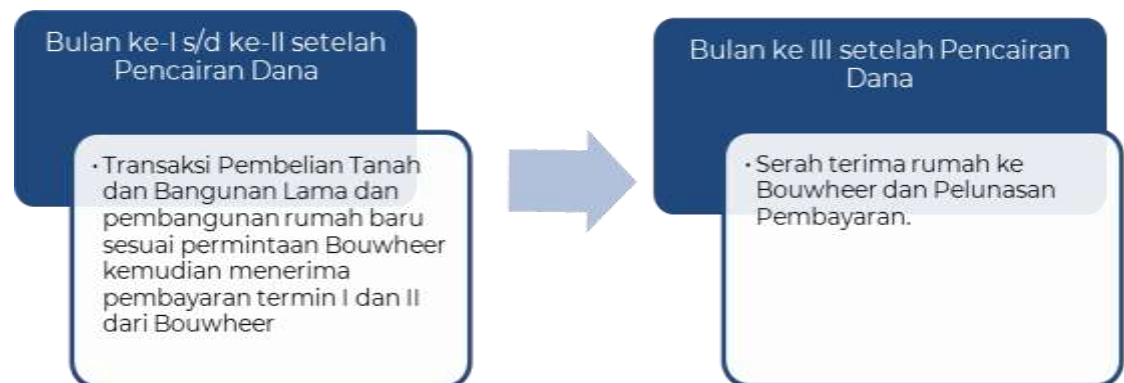 Bulan ke-I s/d ke-II setelah
Pencairan Dana
• Transaksi Pembelian Tanah
dan Bangunan Lama dan
pembangunan rumah baru
sesuai permintaan Bouwheer
kemudian menerima
pembayaran termin I dan II
dari Bouwheer
Bulan ke III setelah Pencairan
Dana
• Serah terima rumah ke
Bouwheer dan Pelunasan
Pembayaran.